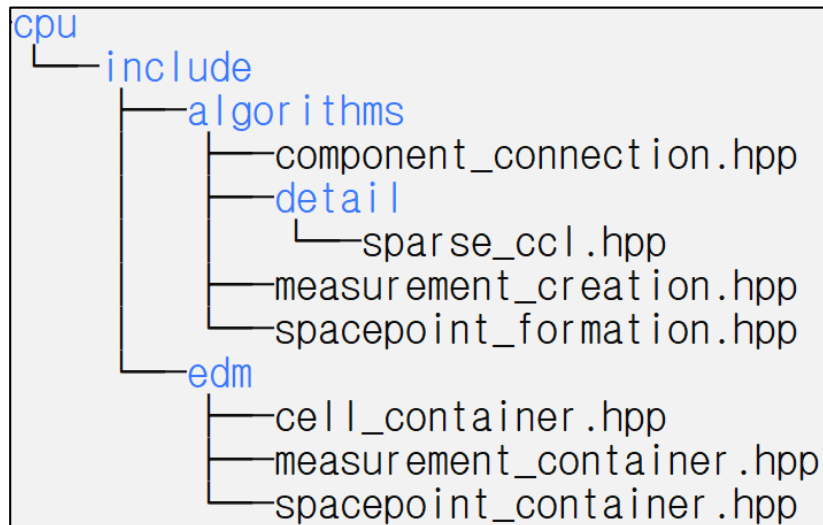 cpu
include
algorithms
component_connection.hpp
detail
sparse_ccl.hpp
measurement_creation.hpp
spacepoint_formation.hpp
edm
cell_container.hpp
measurement_container.hpp
spacepoint_container.hpp